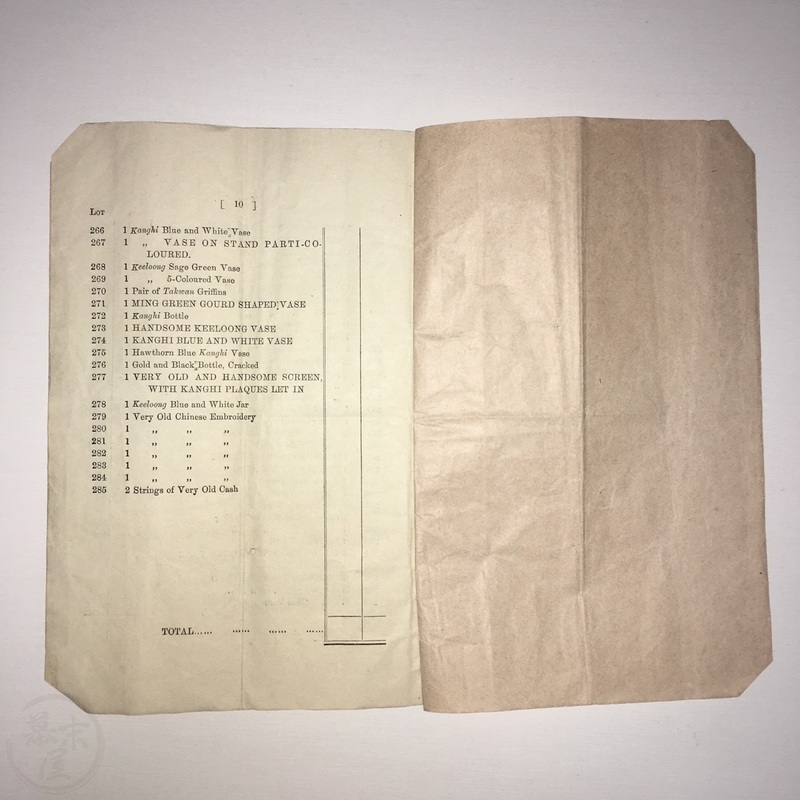 [ 10 ]
Lot
266 1 Kanghi Blue and White Vase
267 1 „ VASE ON STAND PARTI-CO-
LOURED.
268 1 Keeloong Sage Green Vase
269 1 „ 5-Coloured Vase
270 1 Pair of Takwan Griffins
271 1 MING GREEN GOURD SHAPED VASE
272 1 Kanghi Bottle
273 1 HANDSOME KEELOONG VASE
274 1 KANGHI BLUE AND WHITE VASE
275 1 Hawthorn Blue Kanghi Vase
276 1 Gold and Black Bottle, Cracked
277 1 VERY OLD AND HANDSOME SCREEN,
WITH KANGHI PLAQUES LET IN
278 1 Keeloong Blue and White Jar
279 1 Very Old Chinese Embroidery
280 1 „ „ „
281 1 „ „ „
282 1 „ „ „
283 1 „ „ „
284 1 „ „ „
285 2 Strings of Very Old Cash
TOTAL...... ...... ...... ......
幕末屋